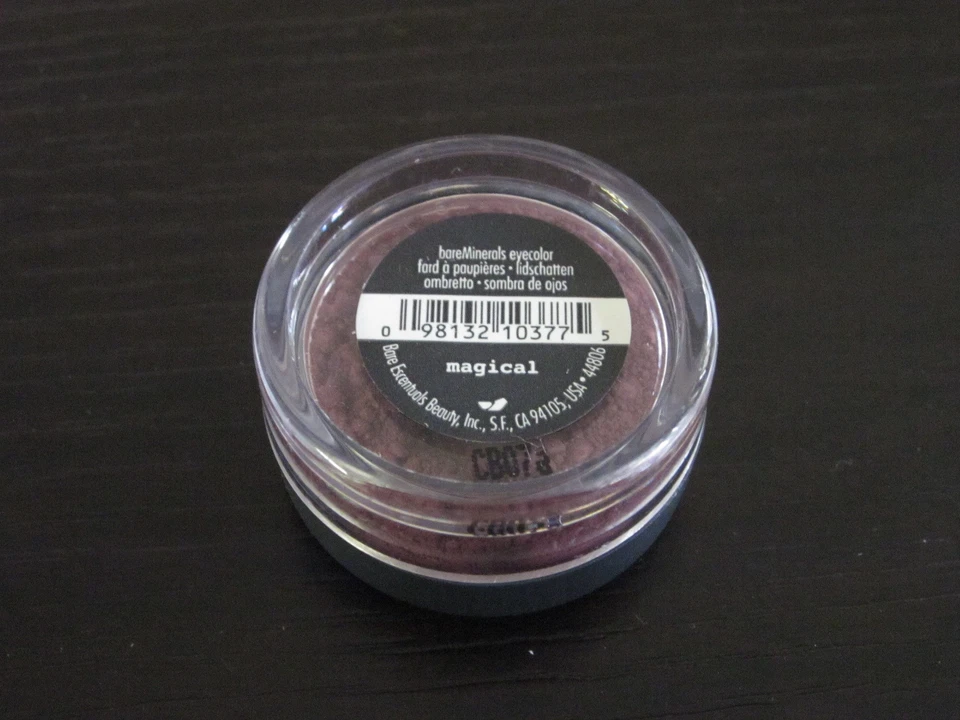 bareMinerals eyecolor
fard à paupières • lidschatten
ombretto • sombra de ojos
0 98132 10377 5
magical
Bare Escentuals Beauty, Inc., S.F., CA 94105, USA • 44806